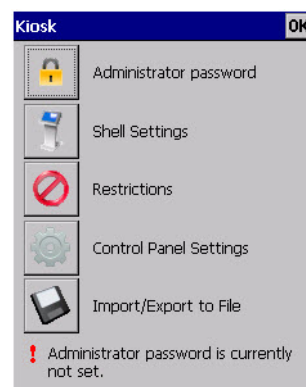 Kiosk
OK
Administrator password
Shell Settings
Restrictions
Control Panel Settings
Import/Export to File
! Administrator password is currently
not set.